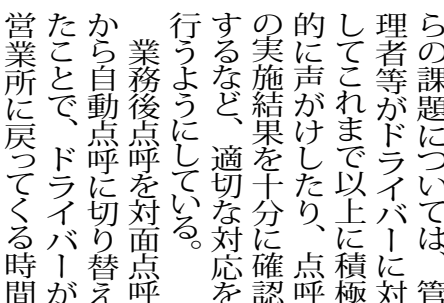 らの課題については、管
理者等がドライバーに対
してこれまで以上に積極
的に声がけしたり、点呼
の実施結果を十分に確認
するなど、適切な対応を
行うようにしている。
業務後点呼を対面点呼
から自動点呼に切り替え
たことで、ドライバーが
営業所に戻ってくる時間